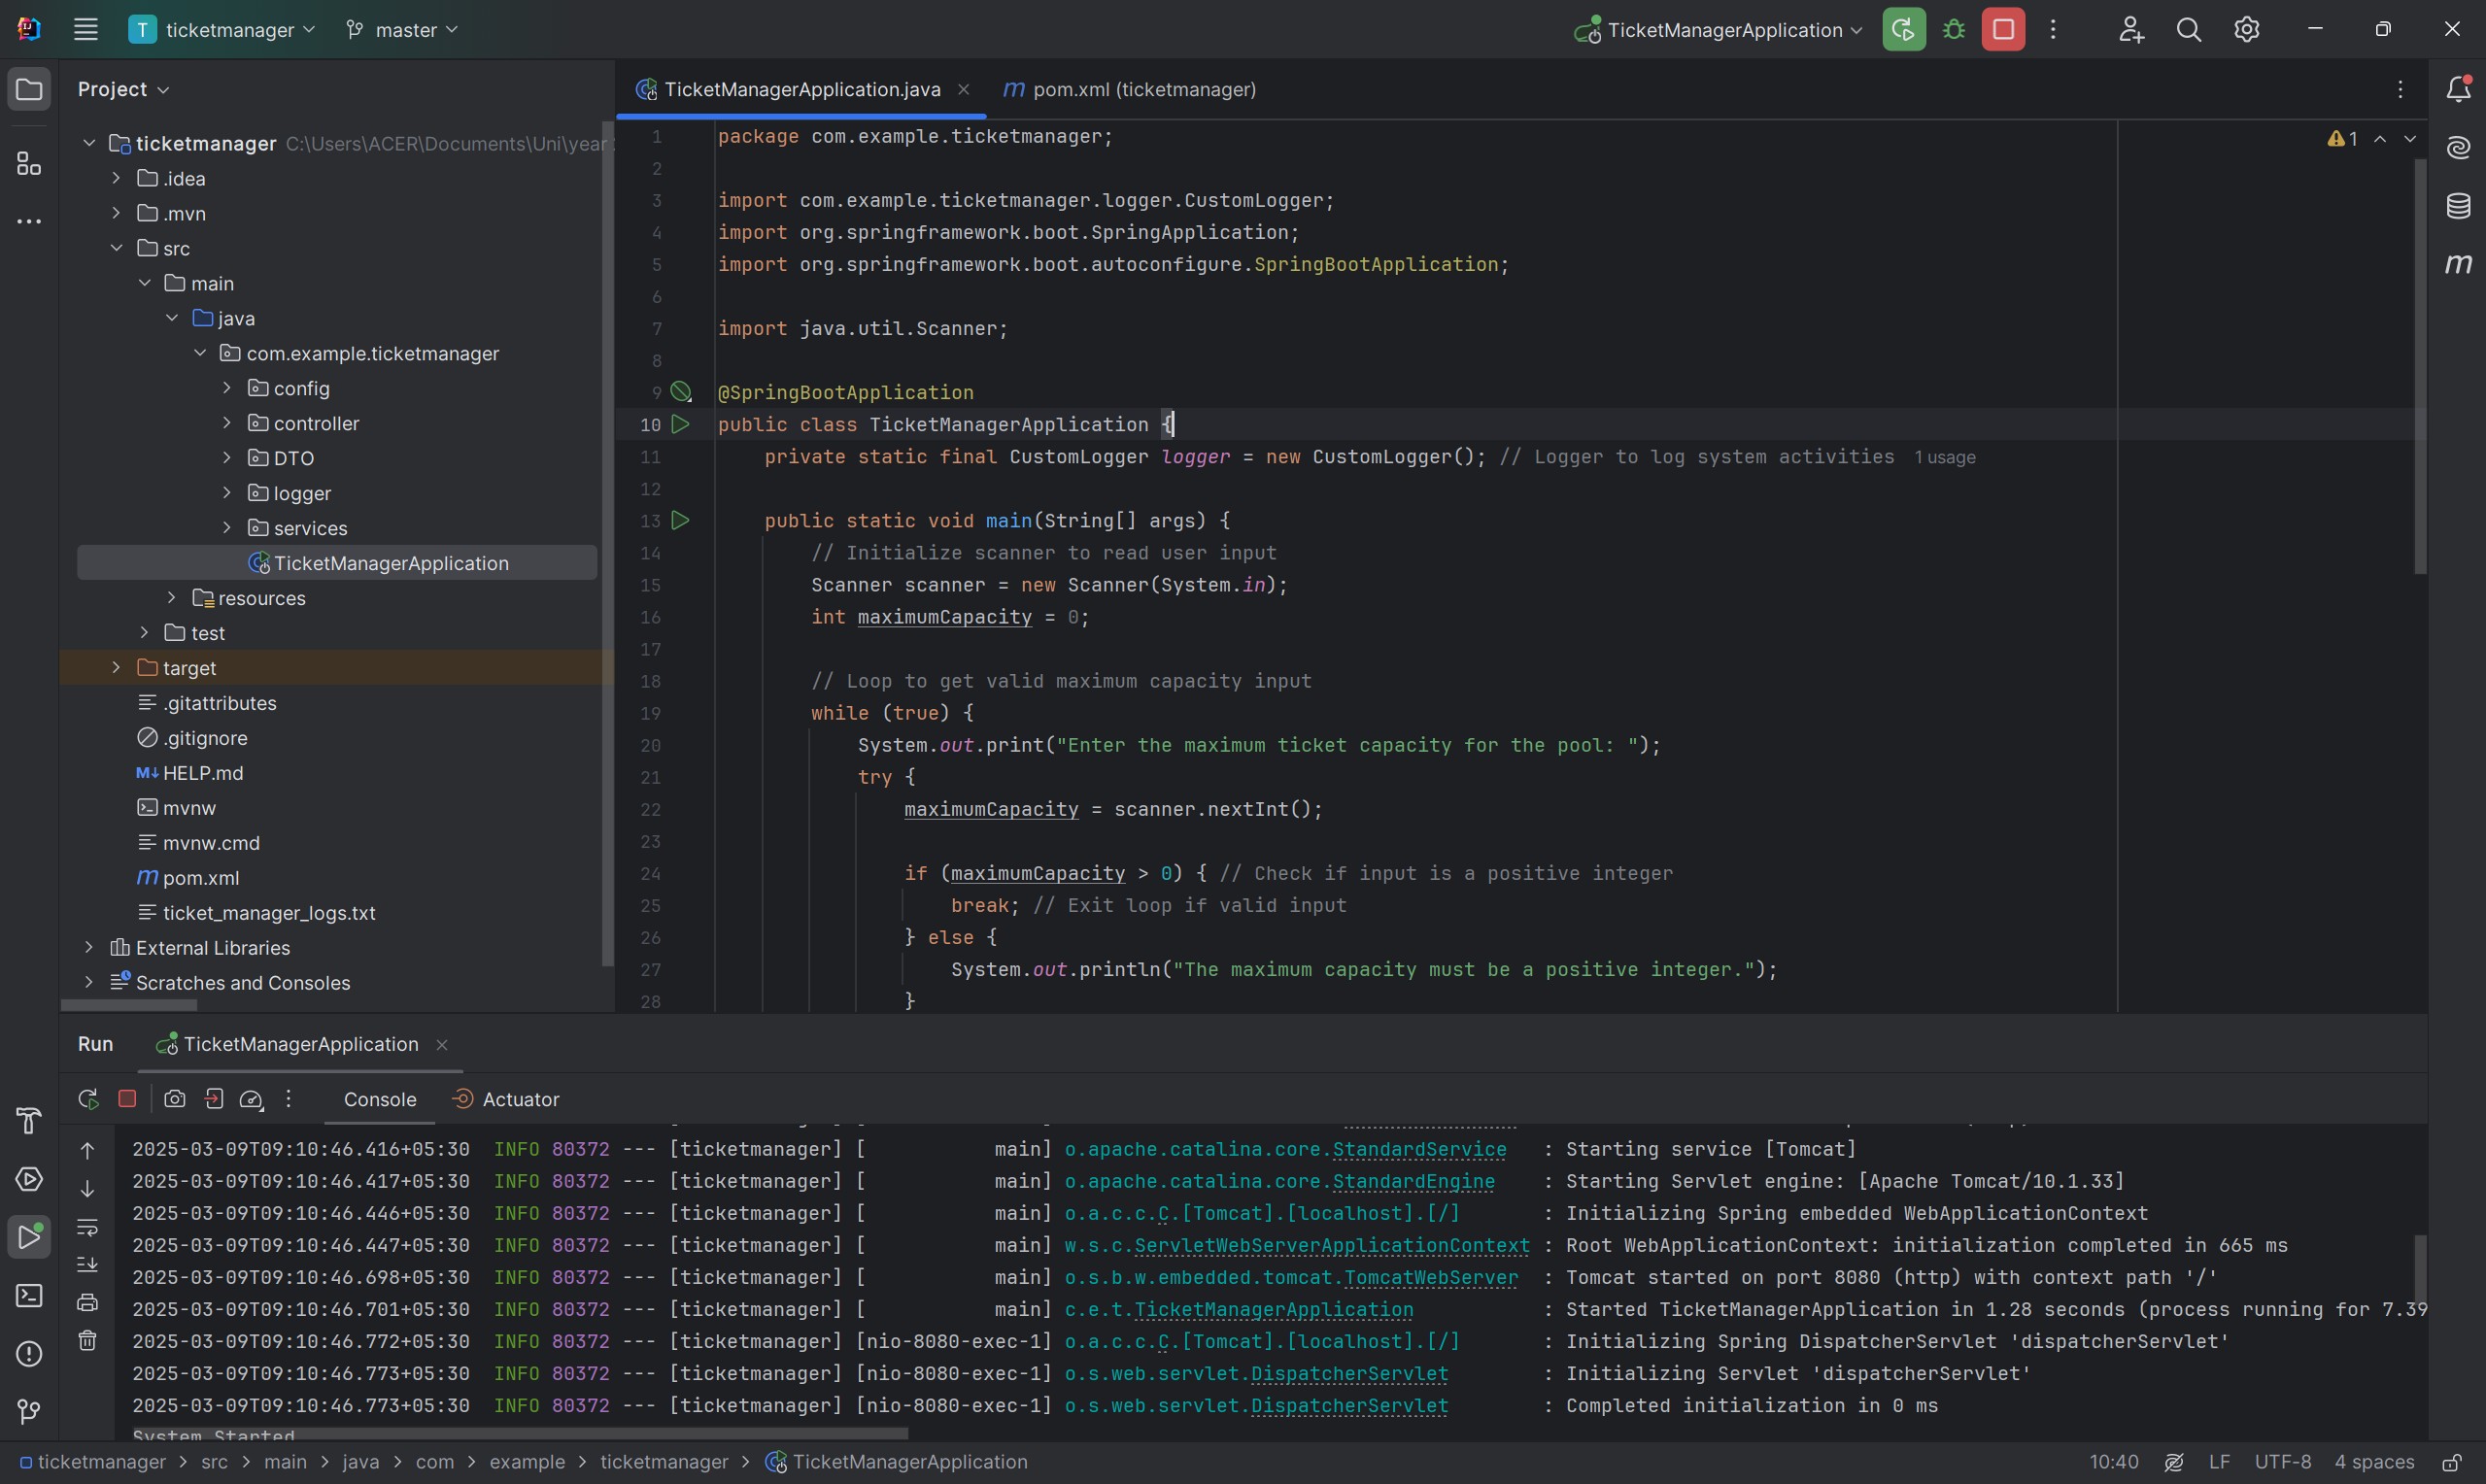 T ticketmanager master TicketManagerApplication
Project
ticketmanager C:\Users\ACER\Documents\Uni\year
.idea
.mvn
src
main
java
com.example.ticketmanager
config
controller
DTO
logger
services
TicketManagerApplication
resources
test
target
.gitattributes
.gitignore
M↓ HELP.md
mvnw
mvnw.cmd
m pom.xml
ticket_manager_logs.txt
External Libraries
Scratches and Consoles
TicketManagerApplication.java m pom.xml (ticketmanager)
1
1 package com.example.ticketmanager;
2
3 import com.example.ticketmanager.logger.CustomLogger;
4 import org.springframework.boot.SpringApplication;
5 import org.springframework.boot.autoconfigure.SpringBootApplication;
6
7 import java.util.Scanner;
8
9 @SpringBootApplication
10 public class TicketManagerApplication {
11 private static final CustomLogger logger = new CustomLogger(); // Logger to log system activities 1 usage
12
13 public static void main(String[] args) {
14 // Initialize scanner to read user input
15 Scanner scanner = new Scanner(System.in);
16 int maximumCapacity = 0;
17
18 // Loop to get valid maximum capacity input
19 while (true) {
20 System.out.print("Enter the maximum ticket capacity for the pool: ");
21 try {
22 maximumCapacity = scanner.nextInt();
23
24 if (maximumCapacity > 0) { // Check if input is a positive integer
25 break; // Exit loop if valid input
26 } else {
27 System.out.println("The maximum capacity must be a positive integer.");
28 }
m
Run TicketManagerApplication
Console Actuator
2025-03-09T09:10:46.416+05:30 INFO 80372 --- [ticketmanager] [ main] o.apache.catalina.core.StandardService : Starting service [Tomcat]
2025-03-09T09:10:46.417+05:30 INFO 80372 --- [ticketmanager] [ main] o.apache.catalina.core.StandardEngine : Starting Servlet engine: [Apache Tomcat/10.1.33]
2025-03-09T09:10:46.446+05:30 INFO 80372 --- [ticketmanager] [ main] o.a.c.c.C.[Tomcat].[localhost].[/] : Initializing Spring embedded WebApplicationContext
2025-03-09T09:10:46.447+05:30 INFO 80372 --- [ticketmanager] [ main] w.s.c.ServletWebServerApplicationContext : Root WebApplicationContext: initialization completed in 665 ms
2025-03-09T09:10:46.698+05:30 INFO 80372 --- [ticketmanager] [ main] o.s.b.w.embedded.tomcat.TomcatWebServer : Tomcat started on port 8080 (http) with context path '/'
2025-03-09T09:10:46.701+05:30 INFO 80372 --- [ticketmanager] [ main] c.e.t.TicketManagerApplication : Started TicketManagerApplication in 1.28 seconds (process running for 7.39
2025-03-09T09:10:46.772+05:30 INFO 80372 --- [ticketmanager] [nio-8080-exec-1] o.a.c.c.C.[Tomcat].[localhost].[/] : Initializing Spring DispatcherServlet 'dispatcherServlet'
2025-03-09T09:10:46.773+05:30 INFO 80372 --- [ticketmanager] [nio-8080-exec-1] o.s.web.servlet.DispatcherServlet : Initializing Servlet 'dispatcherServlet'
2025-03-09T09:10:46.773+05:30 INFO 80372 --- [ticketmanager] [nio-8080-exec-1] o.s.web.servlet.DispatcherServlet : Completed initialization in 0 ms
System Started
ticketmanager > src > main > java > com > example > ticketmanager > TicketManagerApplication 10:40 LF UTF-8 4 spaces